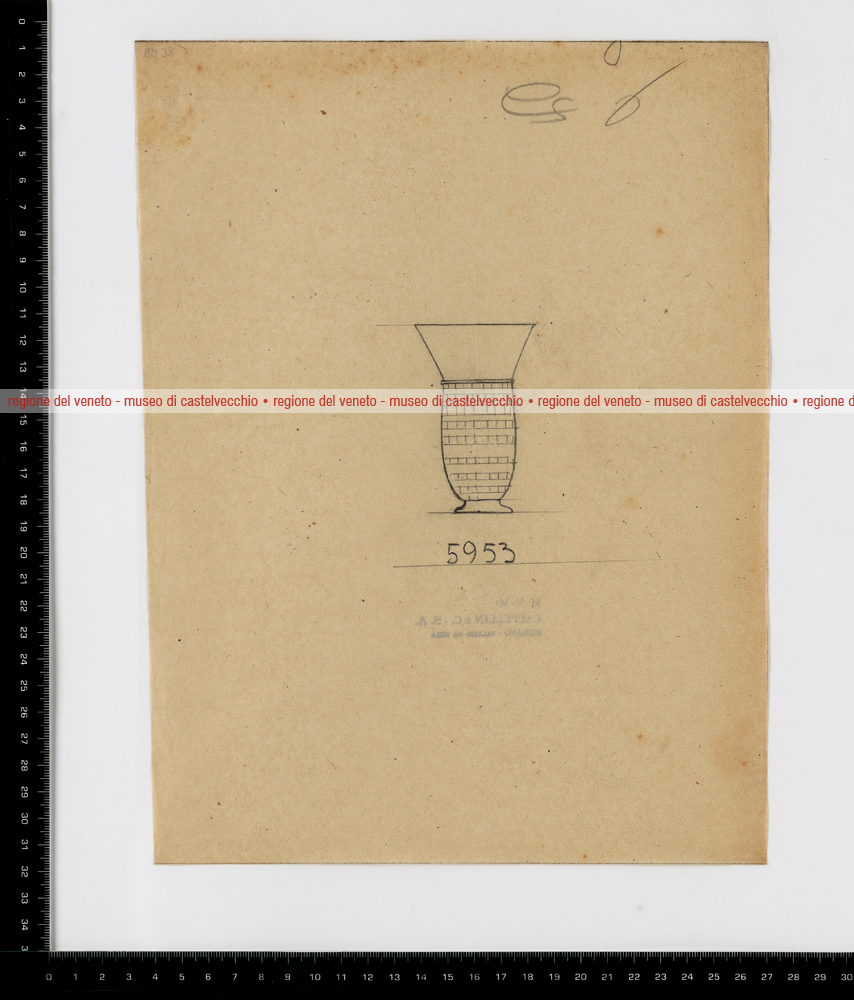 regione del veneto - museo di castelvecchio • regione del veneto - museo di castelvecchio • regione del veneto - museo di castelvecchio • regione d
5953
CAPPELLIN E C. - S. A.
0 1 2 3 4 5 6 7 8 9 10 11 12 13 15 16 17 18 19 20 21 22 23 24 25 26 27 28 29 30 31 32 33 34 3
0 1 2 3 4 5 6 7 8 9 10 11 12 13 14 15 16 17 18 19 20 21 22 23 24 25 26 27 28 29 30